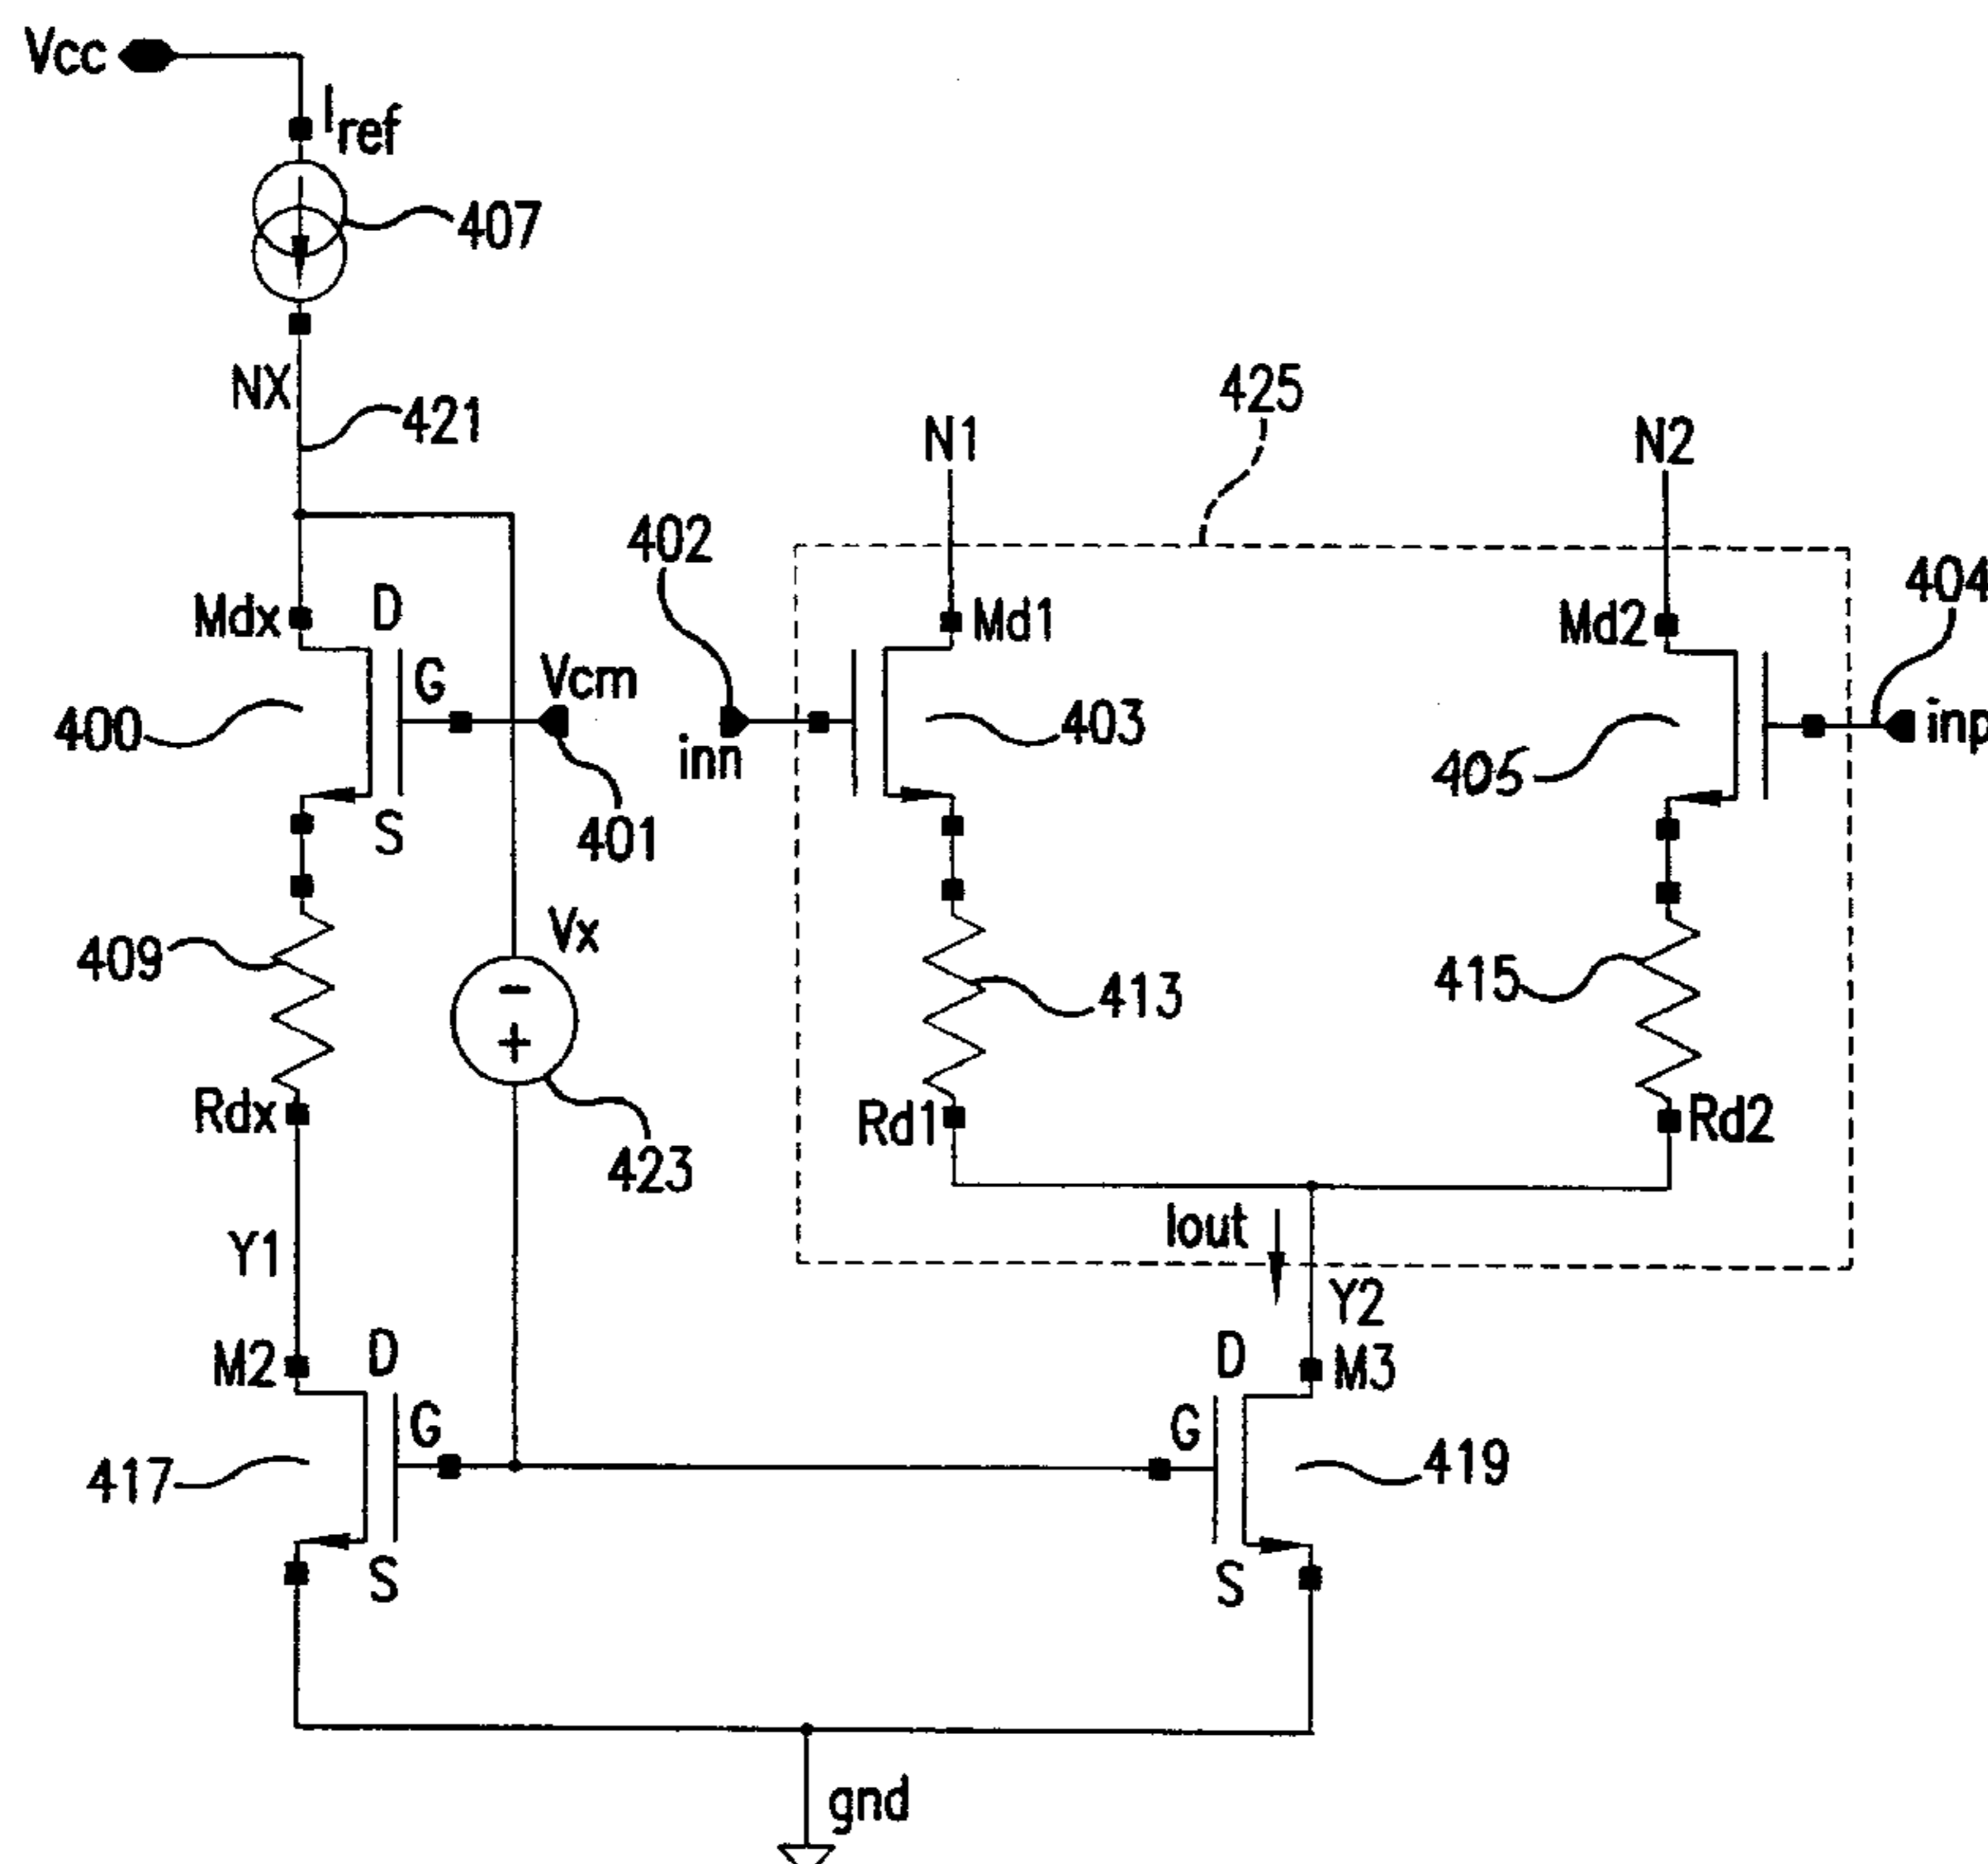 Vcc
Iref
407
NX
421
425
N1
N2
402
404
Mdx
D
Md1
Md2
G
Vcm
400
403
405
inn
inp
S
401
Vx
409
-
+
413
415
Rdx
Rd1
Rd2
423
Y1
Iout
Y2
M2
D
D
M3
G
G
417
419
S
S
gnd